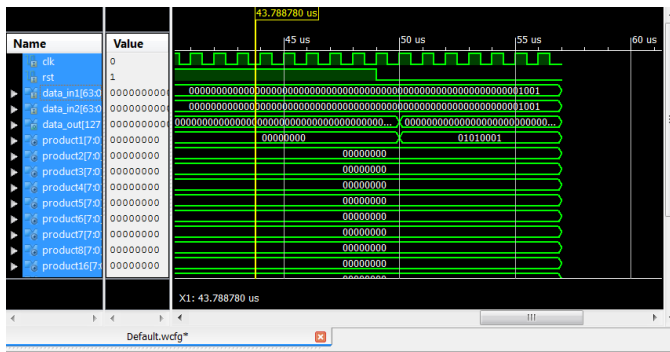 43.788780 us
45 us 50 us 55 us 60 us
Name Value
clk 0
rst 1
data_in1[63:0 0000000000
data_in2[63:0 0000000000
data_out[127 0000000000
product1[7:0] 00000000 00000000 01010001
product2[7:0] 00000000 00000000
product3[7:0] 00000000 00000000
product4[7:0] 00000000 00000000
product5[7:0] 00000000 00000000
product6[7:0] 00000000 00000000
product7[7:0] 00000000 00000000
product8[7:0] 00000000 00000000
product16[7: 00000000 00000000
X1: 43.788780 us
Default.wcfg*